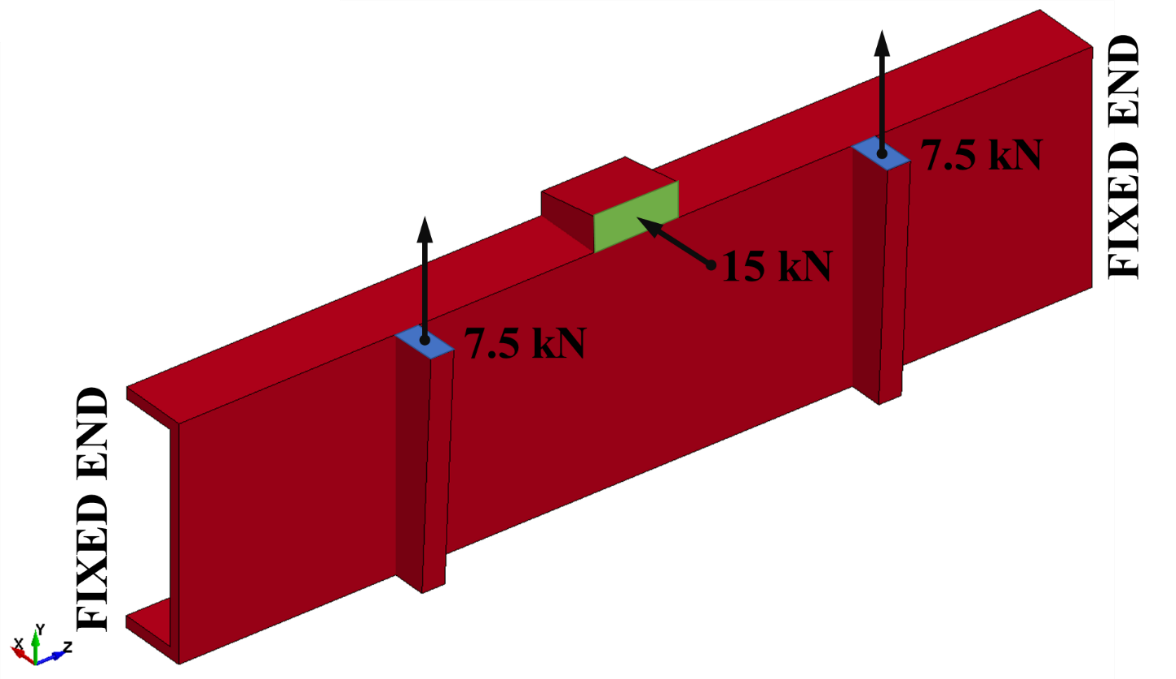 7.5 kN
FIXED END
15 kN
7.5 kN
FIXED END
Y
X
Z